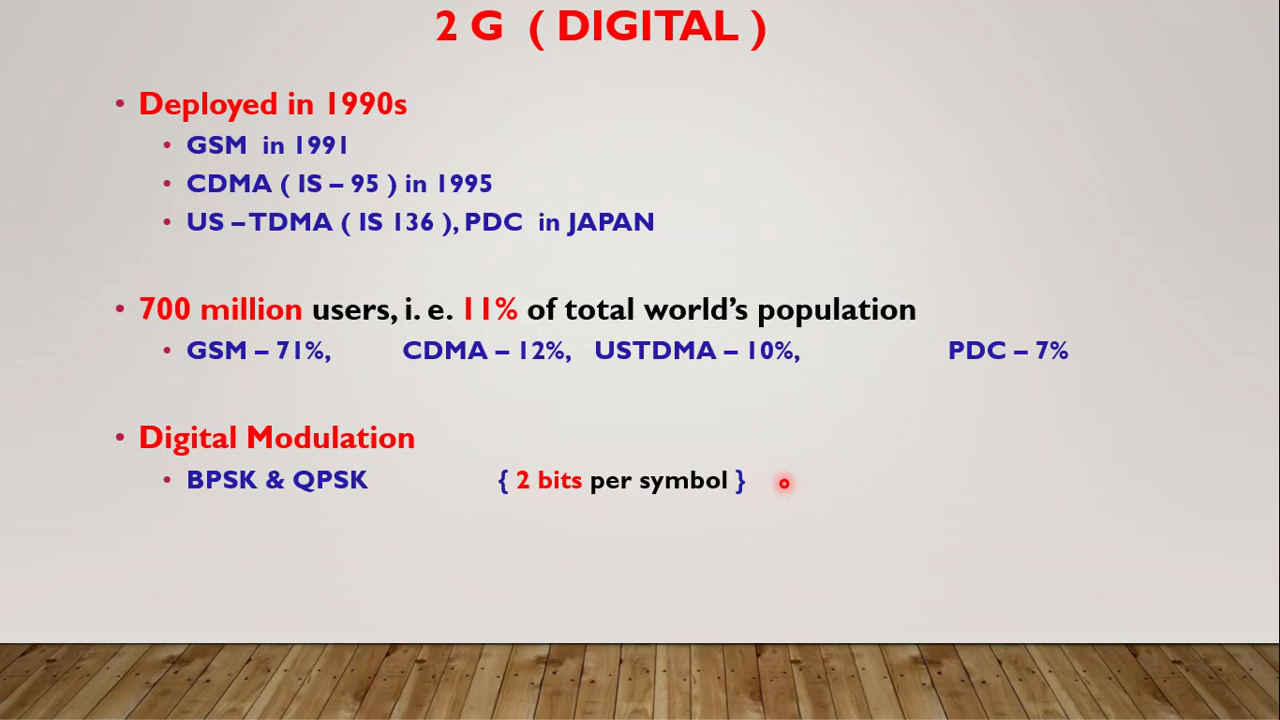 2 G ( DIGITAL )
• Deployed in 1990s
• GSM in 1991
• CDMA ( IS – 95 ) in 1995
• US – TDMA ( IS 136 ), PDC in JAPAN
• 700 million users, i. e. 11% of total world's population
• GSM – 71%, CDMA – 12%, USTDMA – 10%, PDC – 7%
• Digital Modulation
• BPSK & QPSK { 2 bits per symbol }